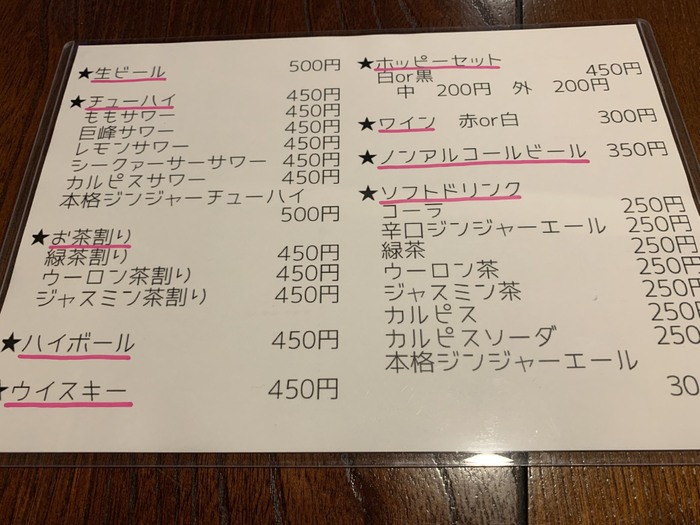 ★生ビール 500円
★チューハイ 450円
ももサワー 450円
巨峰サワー 450円
レモンサワー 450円
シークァーサーサワー 450円
カルピスサワー 450円
本格ジンジャーチューハイ
500円
★お茶割り
緑茶割り 450円
ウーロン茶割り 450円
ジャスミン茶割り 450円
★ハイボール 450円
★ウイスキー 450円
★ホッピーセット
白or黒 450円
中 200円 外 200円
★ワイン 赤or白 300円
★ノンアルコールビール 350円
★ソフトドリンク
コーラ 250円
辛口ジンジャーエール 250円
緑茶 250円
ウーロン茶 250円
ジャスミン茶 250円
カルピス 250円
カルピスソーダ 250
本格ジンジャーエール
30